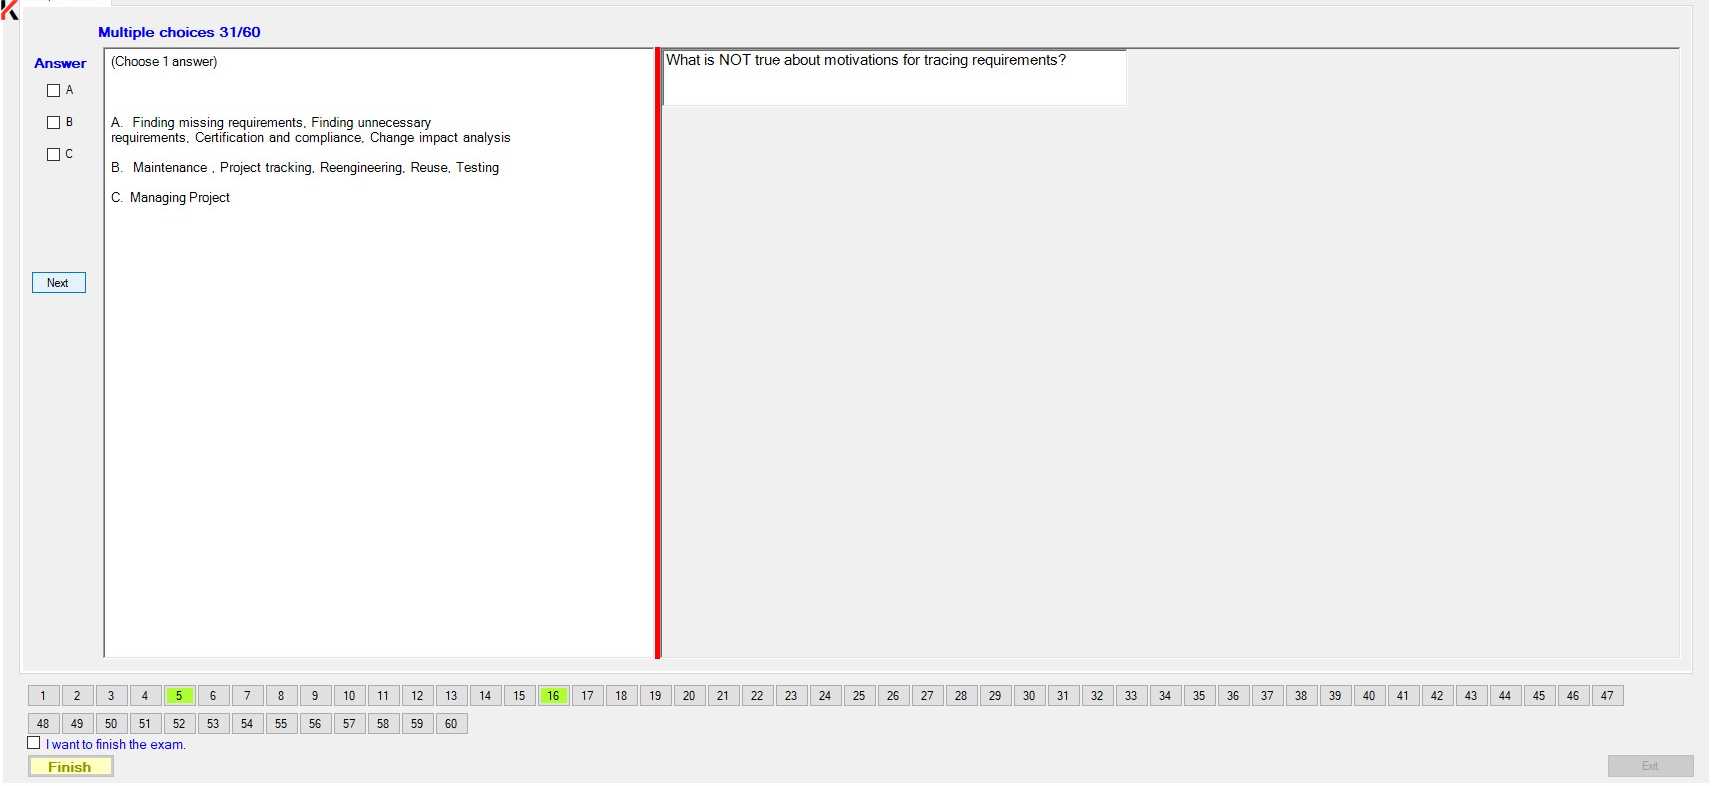 Multiple choices 31/60
Answer
A
B
C
Next
(Choose 1 answer)
A. Finding missing requirements, Finding unnecessary
requirements, Certification and compliance, Change impact analysis
B. Maintenance , Project tracking, Reengineering, Reuse, Testing
C. Managing Project
What is NOT true about motivations for tracing requirements?
1 2 3 4 5 6 7 8 9 10 11 12 13 14 15 16 17 18 19 20 21 22 23 24 25 26 27 28 29 30 31 32 33 34 35 36 37 38 39 40 41 42 43 44 45 46 47
48 49 50 51 52 53 54 55 56 57 58 59 60
I want to finish the exam.
Finish
Exit